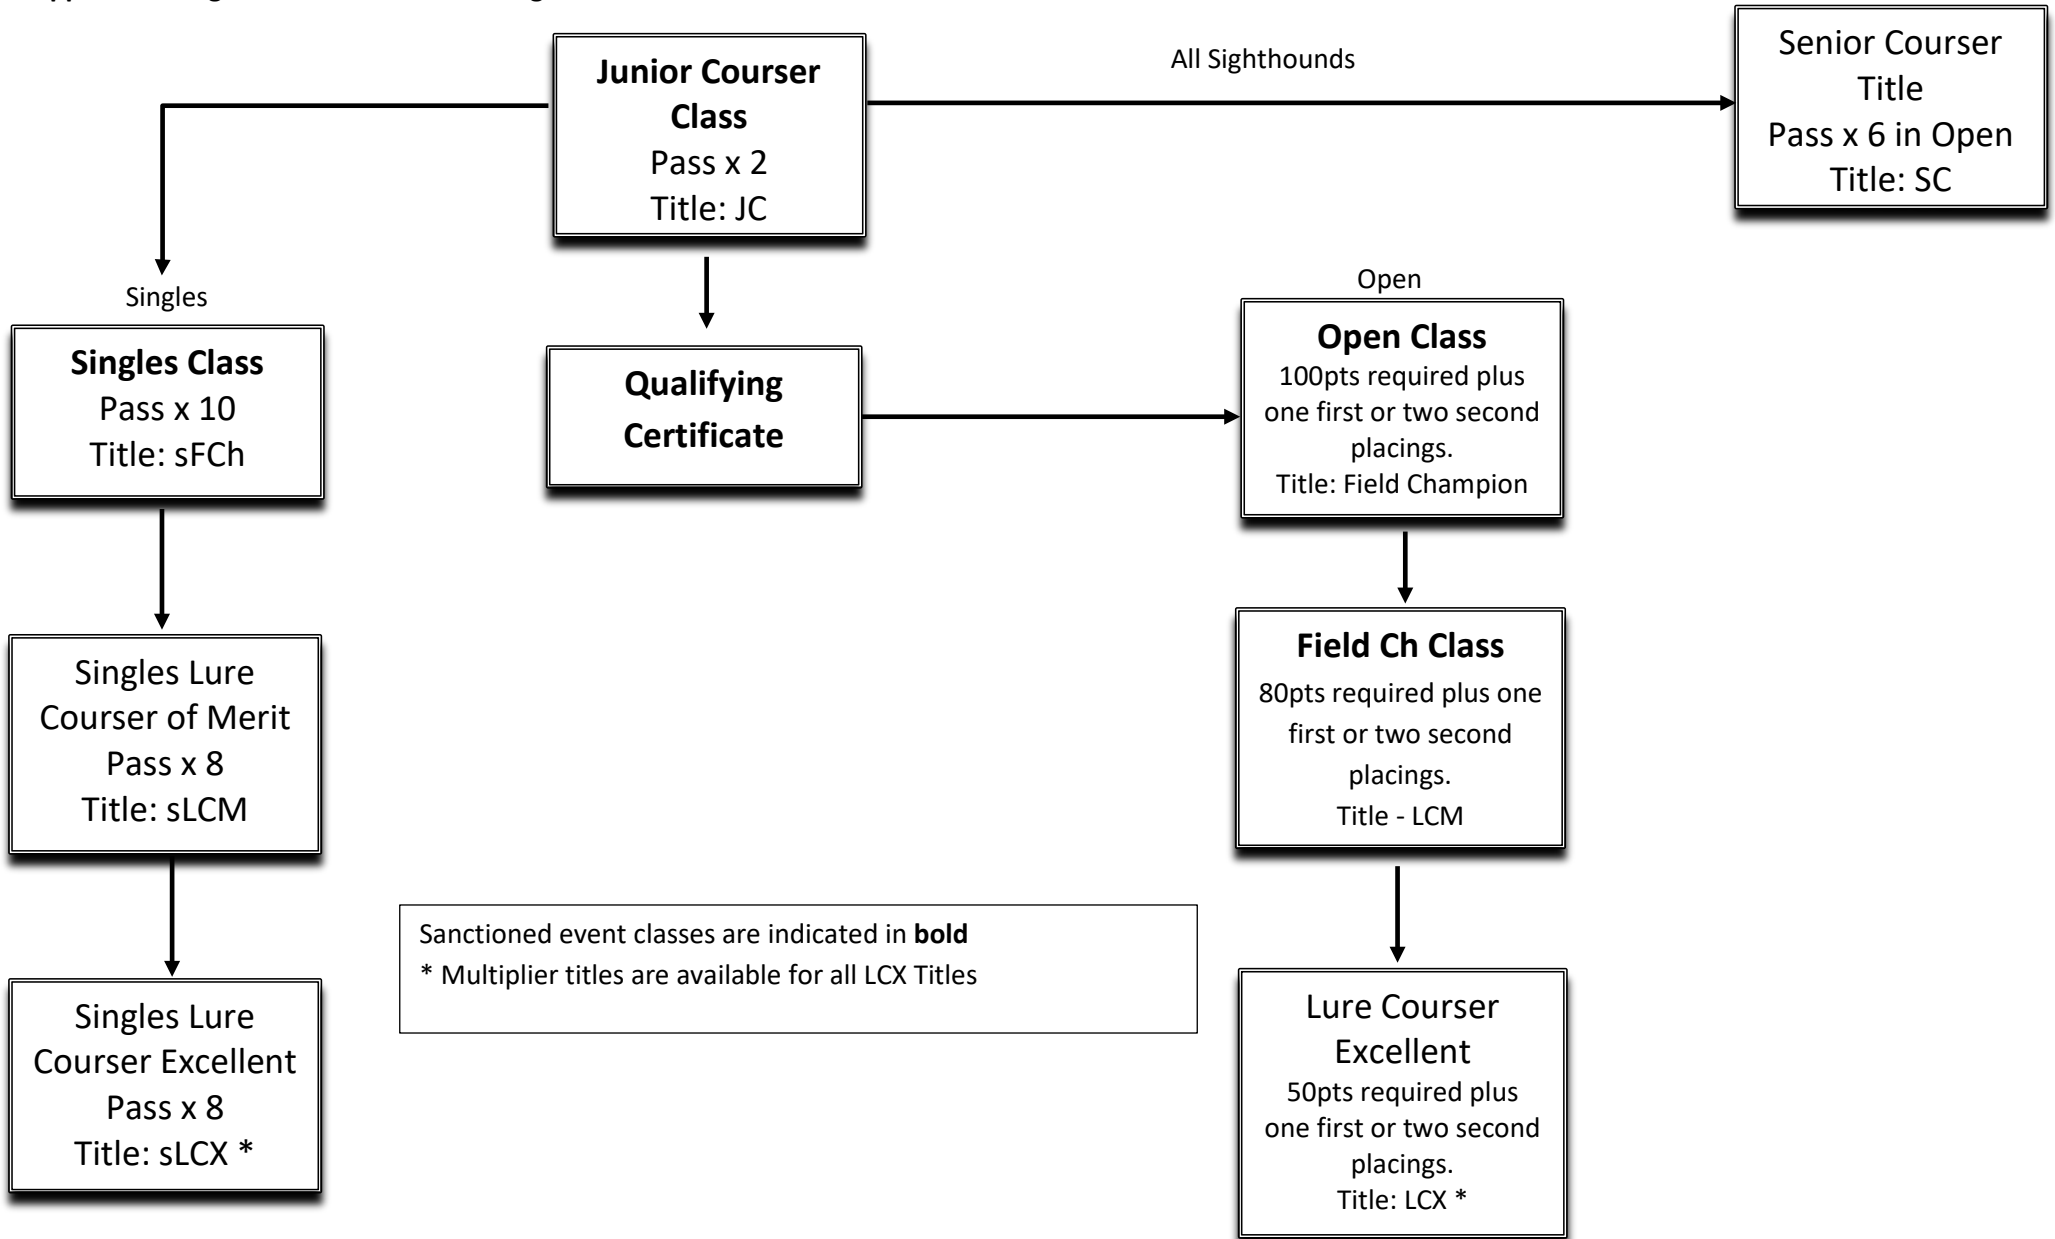 Junior Courser
Class
Pass x 2
Title: JC
All Sighthounds
Senior Courser
Title
Pass x 6 in Open
Title: SC
Singles
Singles Class
Pass x 10
Title: sFCh
Qualifying
Certificate
Open
Open Class
100pts required plus
one first or two second
placings.
Title: Field Champion
Singles Lure
Courser of Merit
Pass x 8
Title: sLCM
Field Ch Class
80pts required plus one
first or two second
placings.
Title - LCM
Sanctioned event classes are indicated in bold
* Multiplier titles are available for all LCX Titles
Singles Lure
Courser Excellent
Pass x 8
Title: sLCX *
Lure Courser
Excellent
50pts required plus
one first or two second
placings.
Title: LCX *